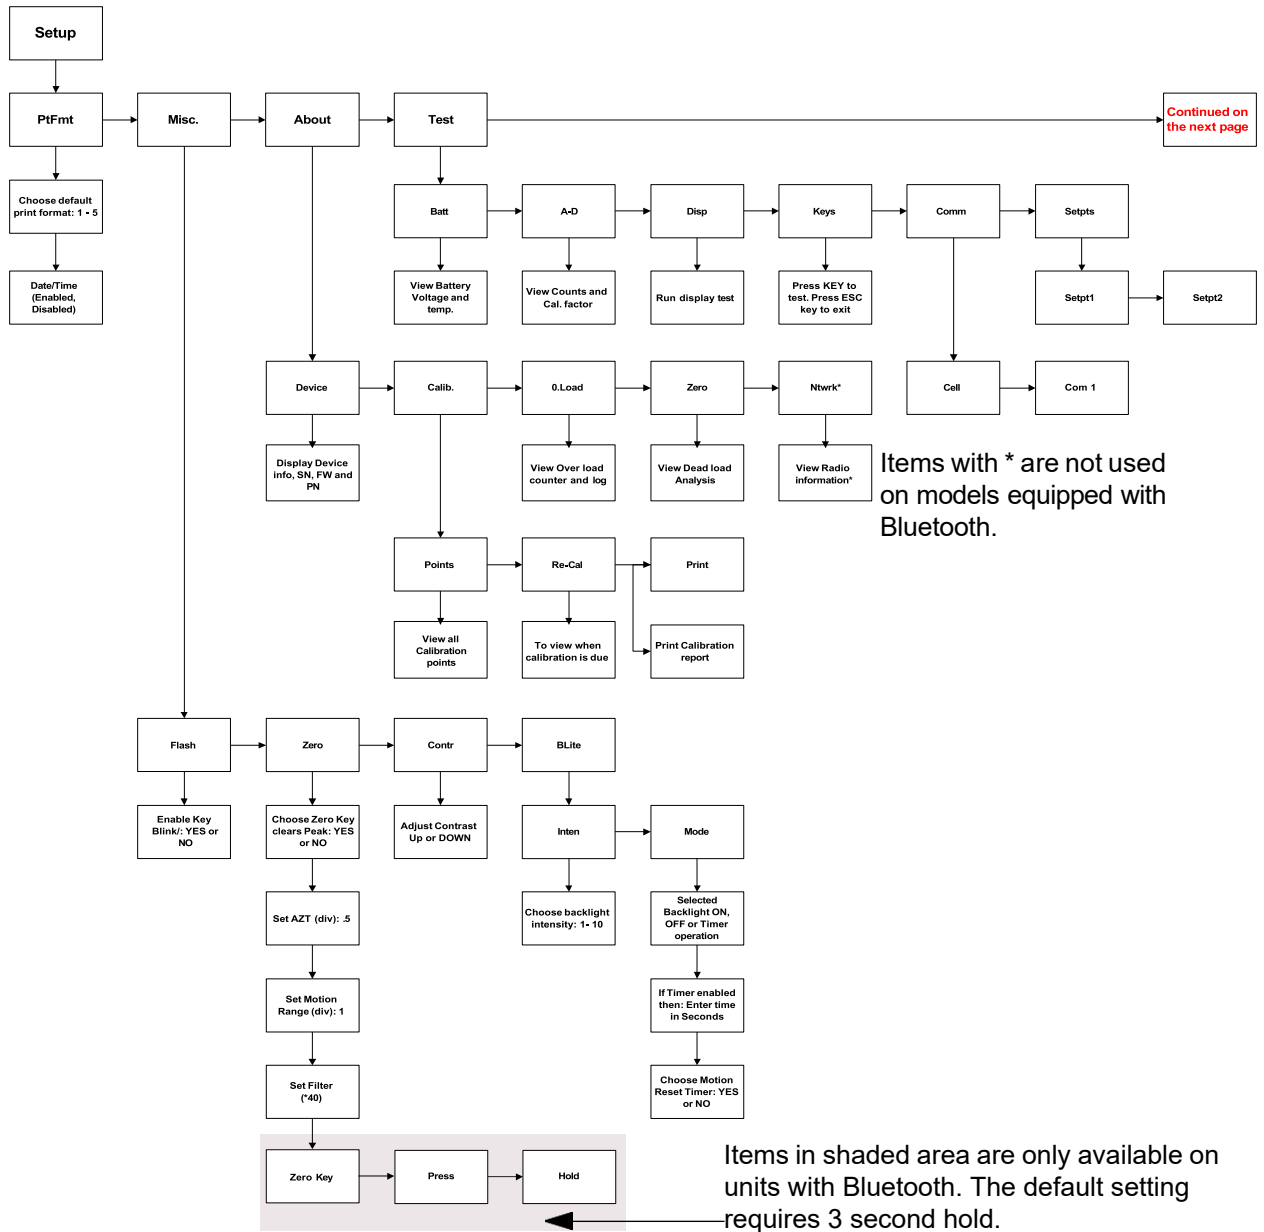 Setup
PtFmt
Misc.
About
Test
Continued on
the next page
Choose default
print format: 1 - 5
Batt
A-D
Disp
Keys
Comm
Setpts
Date/Time
(Enabled,
Disabled)
View Battery
Voltage and
temp.
View Counts and
Cal. factor
Run display test
Press KEY to
test. Press ESC
key to exit
Setpt1
Setpt2
Device
Calib.
0.Load
Zero
Ntwrk*
Cell
Com 1
Display Device
info, SN, FW and
PN
View Over load
counter and log
View Dead load
Analysis
View Radio
information*
Items with * are not used
on models equipped with
Bluetooth.
Points
Re-Cal
Print
View all
Calibration
points
To view when
calibration is due
Print Calibration
report
Flash
Zero
Contr
BLite
Enable Key
Blink/: YES or
NO
Choose Zero Key
clears Peak: YES
or NO
Adjust Contrast
Up or DOWN
Inten
Mode
Set AZT (div): .5
Choose backlight
intensity: 1- 10
Selected
Backlight ON,
OFF or Timer
operation
Set Motion
Range (div): 1
If Timer enabled
then: Enter time
in Seconds
Set Filter
(*40)
Choose Motion
Reset Timer: YES
or NO
Zero Key
Press
Hold
Items in shaded area are only available on
units with Bluetooth. The default setting
requires 3 second hold.